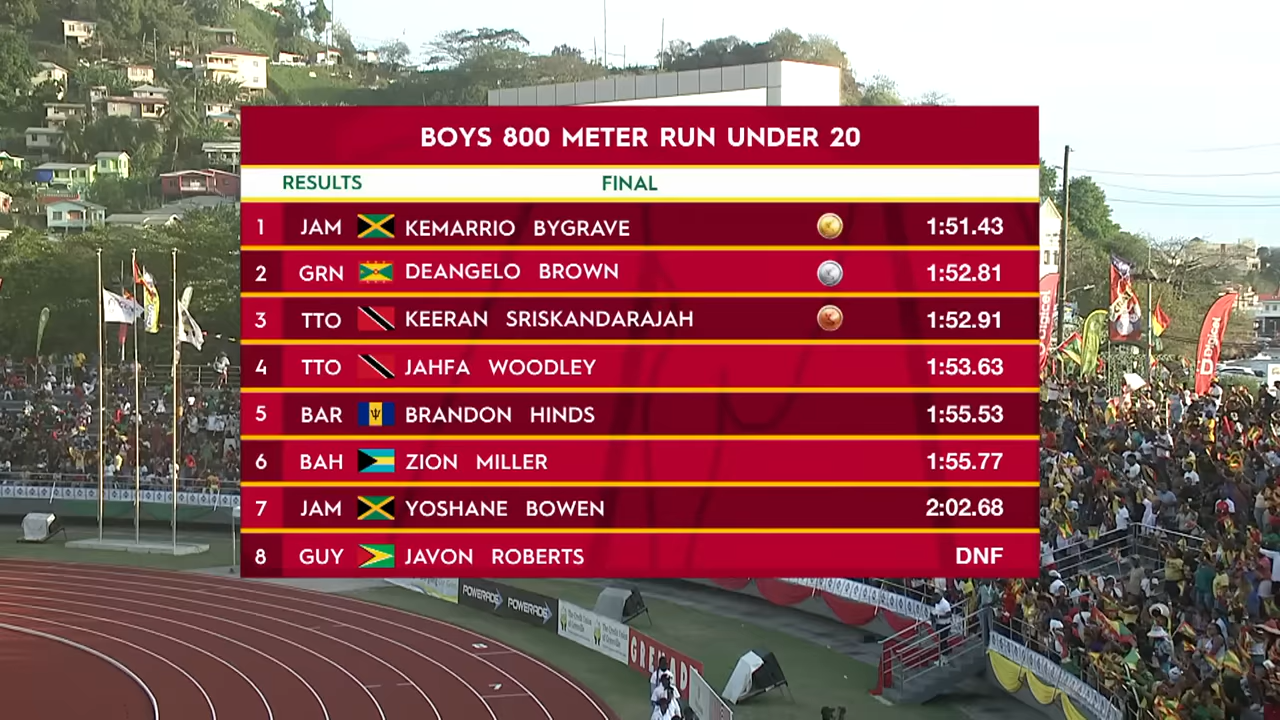 BOYS 800 METER RUN UNDER 20
RESULTS FINAL
1 JAM KEMARRIO BYGRAVE 1:51.43
2 GRN DEANGELO BROWN 1:52.81
3 TTO KEERAN SRISKANDARAJAH 1:52.91
4 TTO JAHFA WOODLEY 1:53.63
5 BAR BRANDON HINDS 1:55.53
6 BAH ZION MILLER 1:55.77
7 JAM YOSHANE BOWEN 2:02.68
8 GUY JAVON ROBERTS DNF
Digicel
Digicel
POWERADE POWERADE
GRENAD